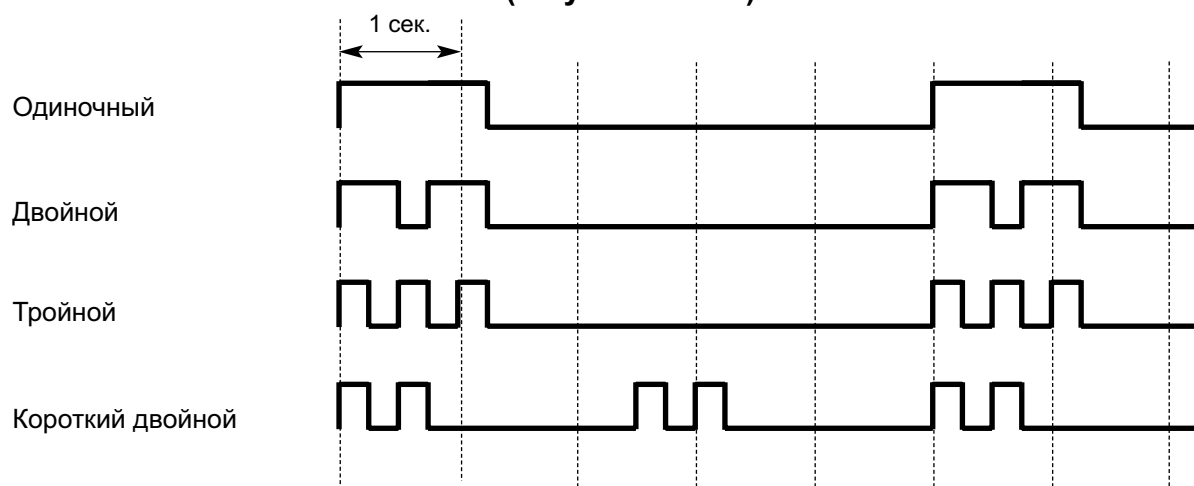 1 сек.
Одиночный
Двойной
Тройной
Короткий двойной